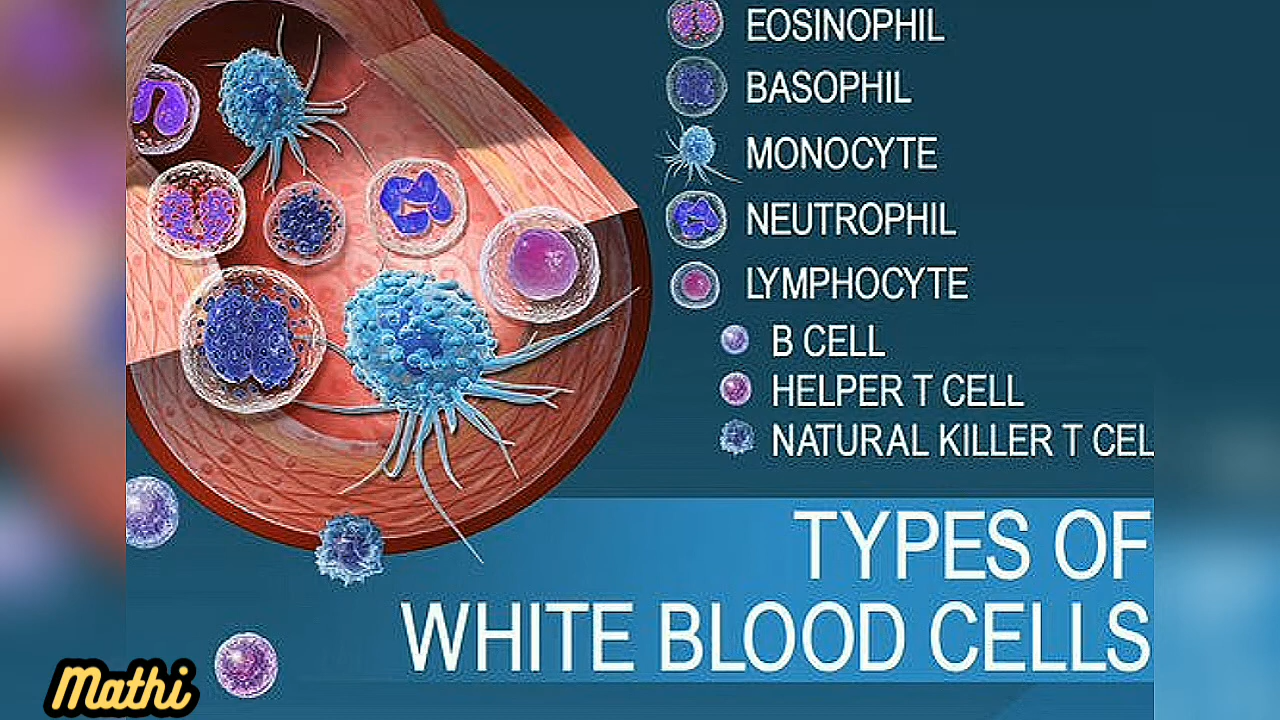 EOSINOPHIL
BASOPHIL
MONOCYTE
NEUTROPHIL
LYMPHOCYTE
B CELL
HELPER T CELL
NATURAL KILLER T CEL
TYPES OF
WHITE BLOOD CELLS
Mathi